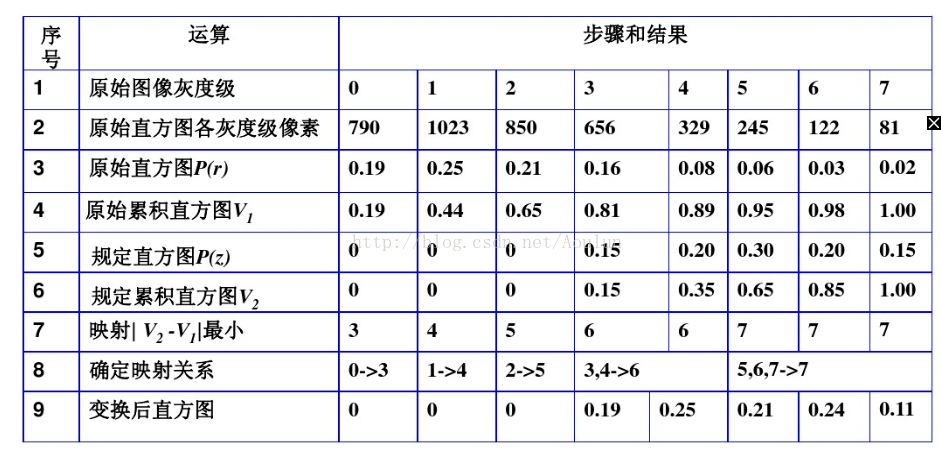 序号 运算 步骤和结果
1 原始图像灰度级 0 1 2 3 4 5 6 7
2 原始直方图各灰度级像素 790 1023 850 656 329 245 122 81
3 原始直方图P(r) 0.19 0.25 0.21 0.16 0.08 0.06 0.03 0.02
4 原始累积直方图V1 0.19 0.44 0.65 0.81 0.89 0.95 0.98 1.00
http://blog.csdn.net/Aoulun
5 规定直方图P(z) 0 0 0 0.15 0.20 0.30 0.20 0.15
6 规定累积直方图V2 0 0 0 0.15 0.35 0.65 0.85 1.00
7 映射| V2 -V1|最小 3 4 5 6 6 7 7 7
8 确定映射关系 0->3 1->4 2->5 3,4->6 5,6,7->7
9 变换后直方图 0 0 0 0.19 0.25 0.21 0.24 0.11